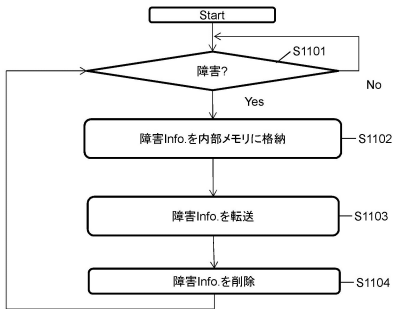 Start
S1101
障害?
No
Yes
障害Info.を内部メモリに格納
S1102
障害Info.を転送
S1103
障害Info.を削除
S1104